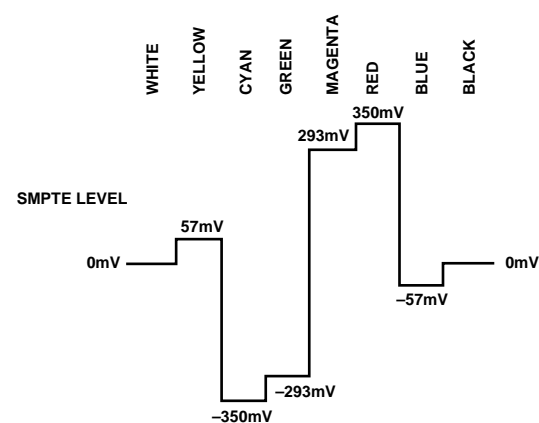 WHITE
YELLOW
CYAN
GREEN
MAGENTA
RED
BLUE
BLACK
350mV
293mV
SMPTE LEVEL
57mV
0mV
0mV
–57mV
–293mV
–350mV